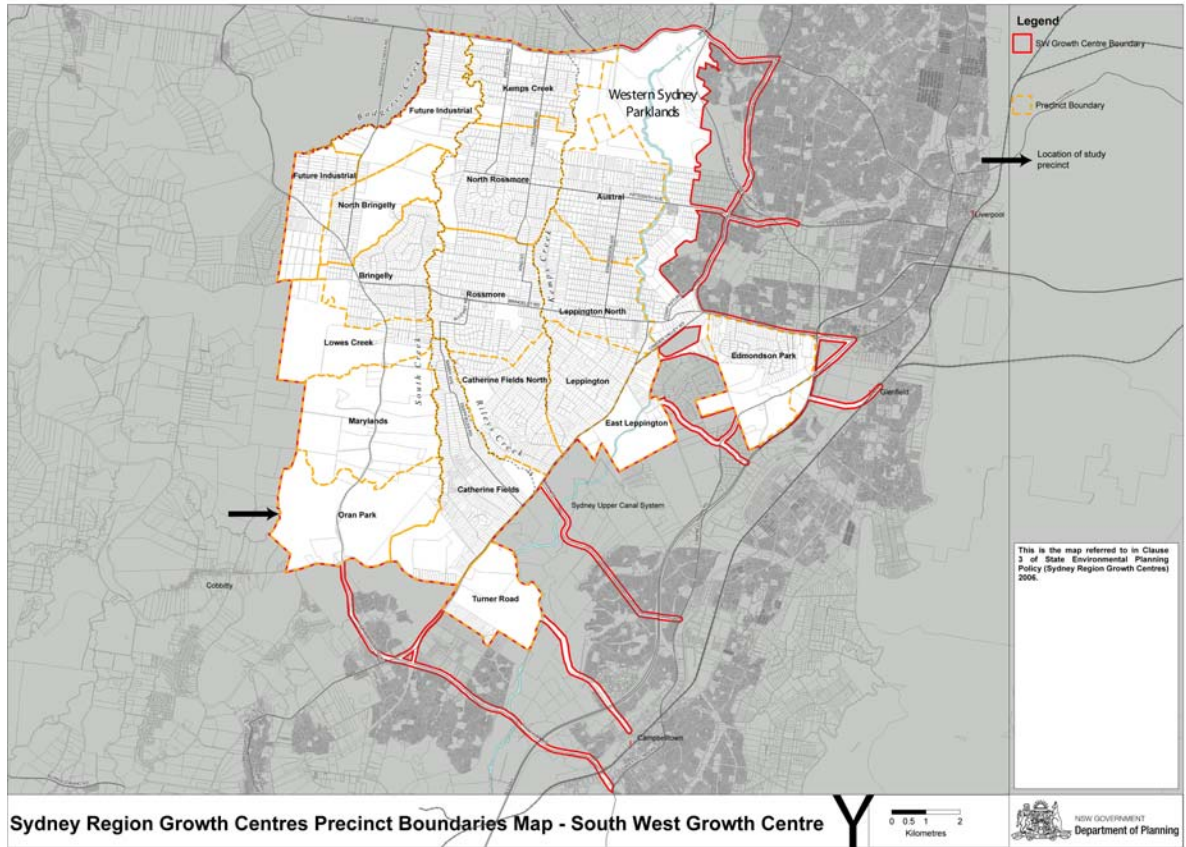 Legend
SW Growth Centre Boundary
Precinct Boundary
Location of study
precinct
Kemps Creek
Western Sydney
Parklands
Future Industrial
Future Industrial
North Rossmore
Austral
North Bringelly
Liverpool
Kemps Creek
Bringelly
Rossmore
Leppington North
Lowes Creek
Edmondson Park
South Creek
Catherine Fields North
Leppington
Glenfield
Marylands
Rileys Creek
East Leppington
Catherine Fields
Sydney Upper Canal System
Oran Park
Cobbitty
Turner Road
Campbelltown
This is the map referred to in Clause
3 of State Environmental Planning
Policy (Sydney Region Growth Centres)
2006.
Sydney Region Growth Centres Precinct Boundaries Map - South West Growth Centre
0 0.5 1 2
Kilometres
NSW GOVERNMENT
Department of Planning